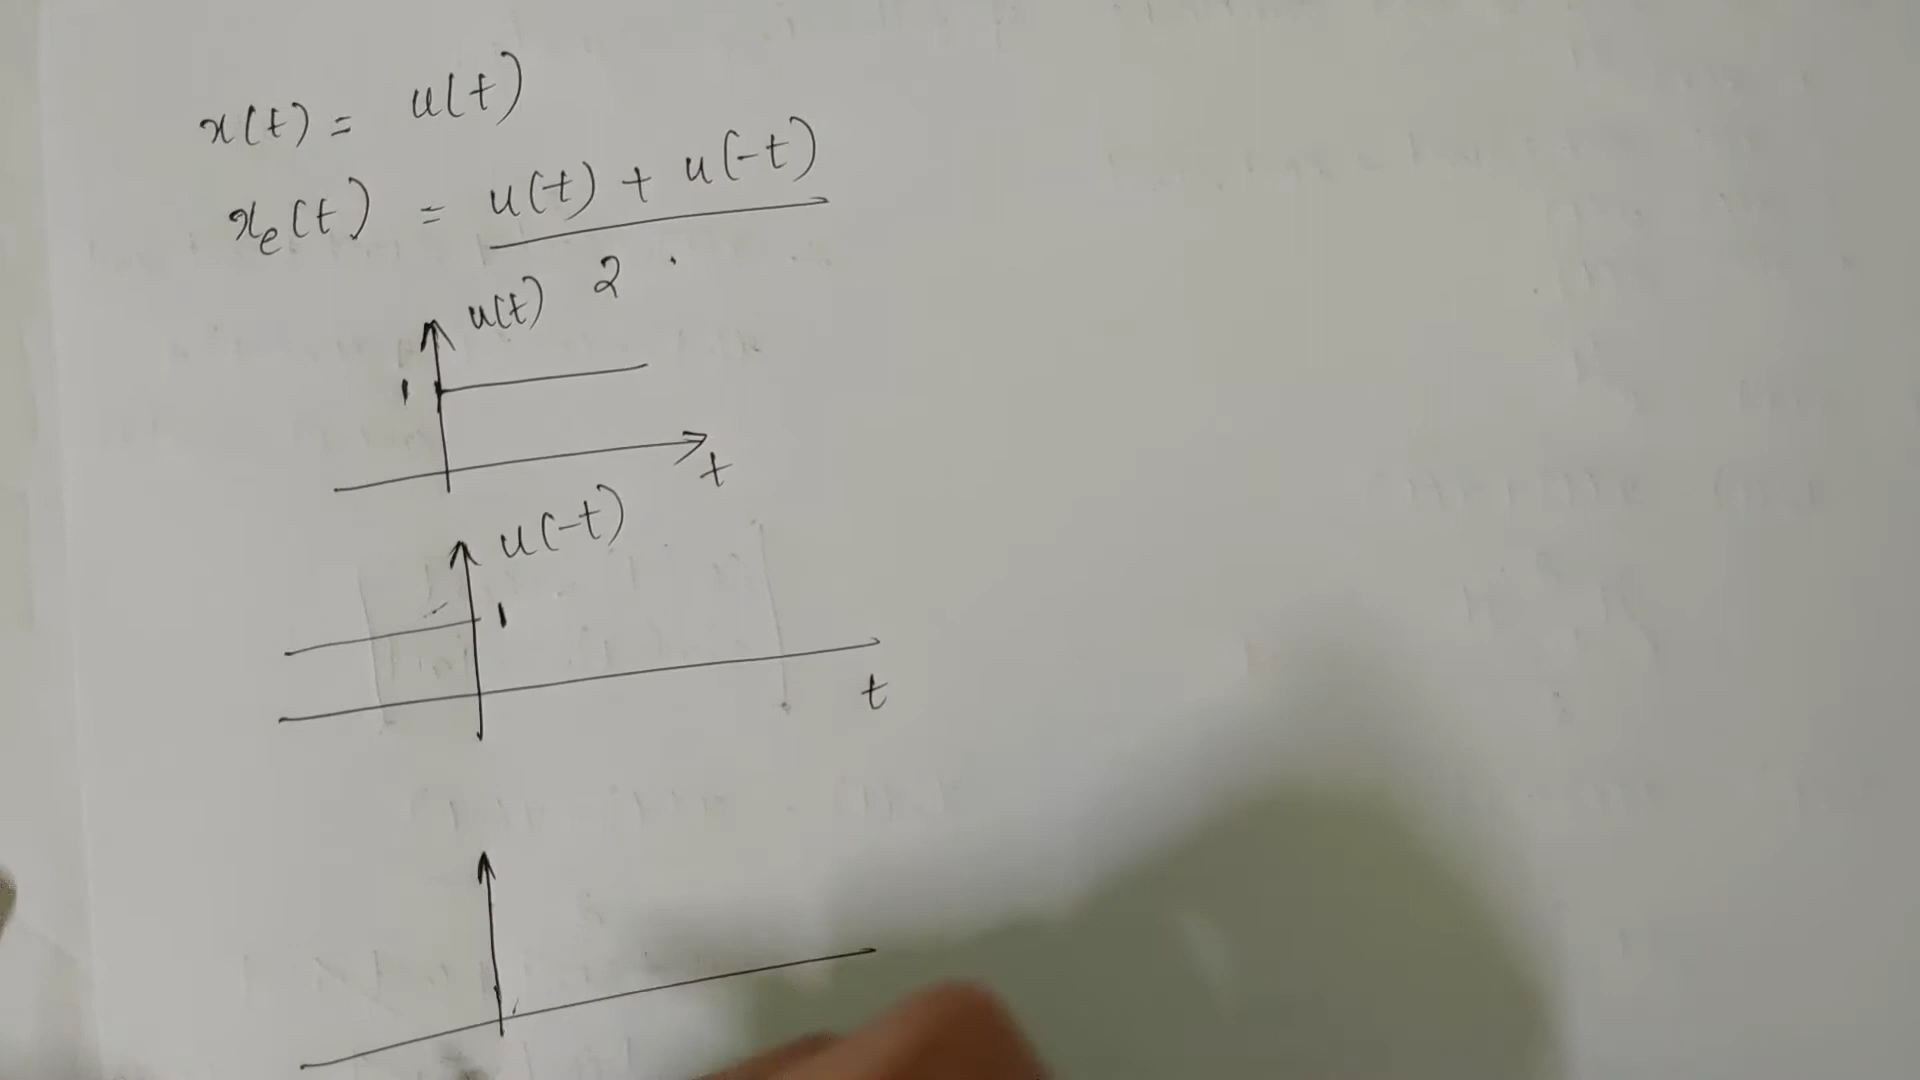 x(t) = u(t)
xe(t) = u(t) + u(-t)
2
u(t)
1
t
u(-t)
1
t